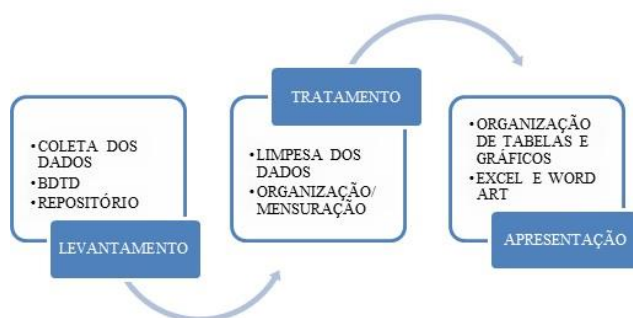 •COLETA DOS
DADOS
•BDTD
•REPOSITÓRIO
LEVANTAMENTO
TRATAMENTO
•LIMPESA DOS
DADOS
•ORGANIZAÇÃO/
MENSURAÇÃO
•ORGANIZAÇÃO
DE TABELAS E
GRÁFICOS
•EXCEL E WORD
ART
APRESENTAÇÃO